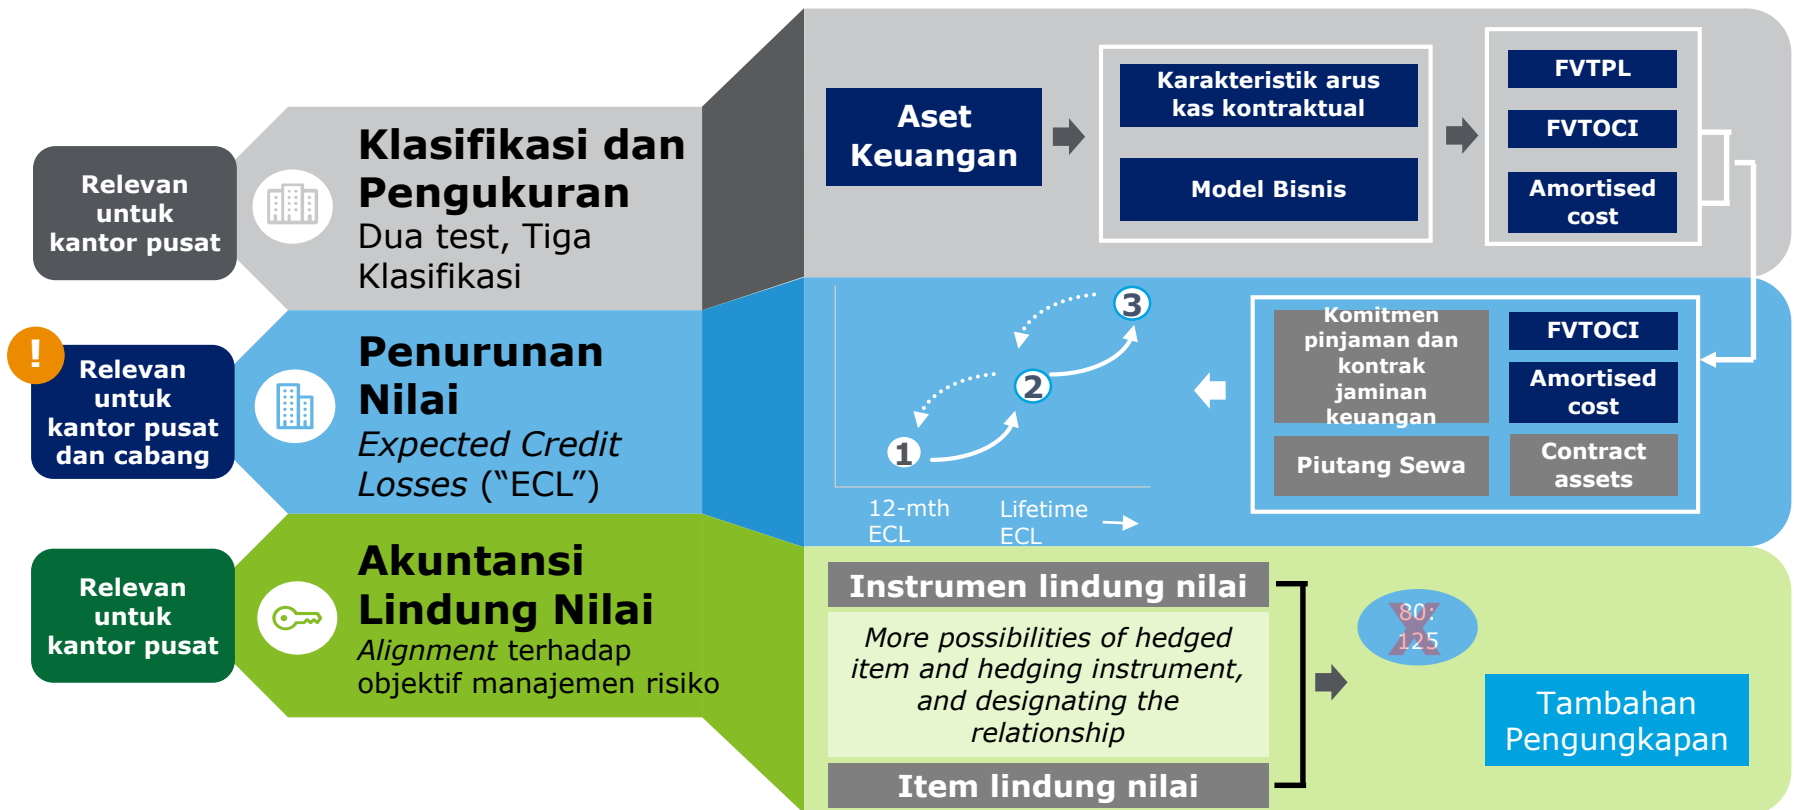 Relevan
untuk
kantor pusat
Klasifikasi dan
Pengukuran
Dua test, Tiga
Klasifikasi
Aset
Keuangan
Karakteristik arus
kas kontraktual
Model Bisnis
FVTPL
FVTOCI
Amortised
cost
!
Relevan
untuk
kantor pusat
dan cabang
Penurunan
Nilai
Expected Credit
Losses (“ECL”)
1
2
3
12-mth
ECL
Lifetime
ECL
Komitmen
pinjaman dan
kontrak
jaminan
keuangan
FVTOCI
Amortised
cost
Piutang Sewa
Contract
assets
Relevan
untuk
kantor pusat
Akuntansi
Lindung Nilai
Alignment terhadap
objektif manajemen risiko
Instrumen lindung nilai
More possibilities of hedged
item and hedging instrument,
and designating the
relationship
Item lindung nilai
80:
125
X
Tambahan
Pengungkapan